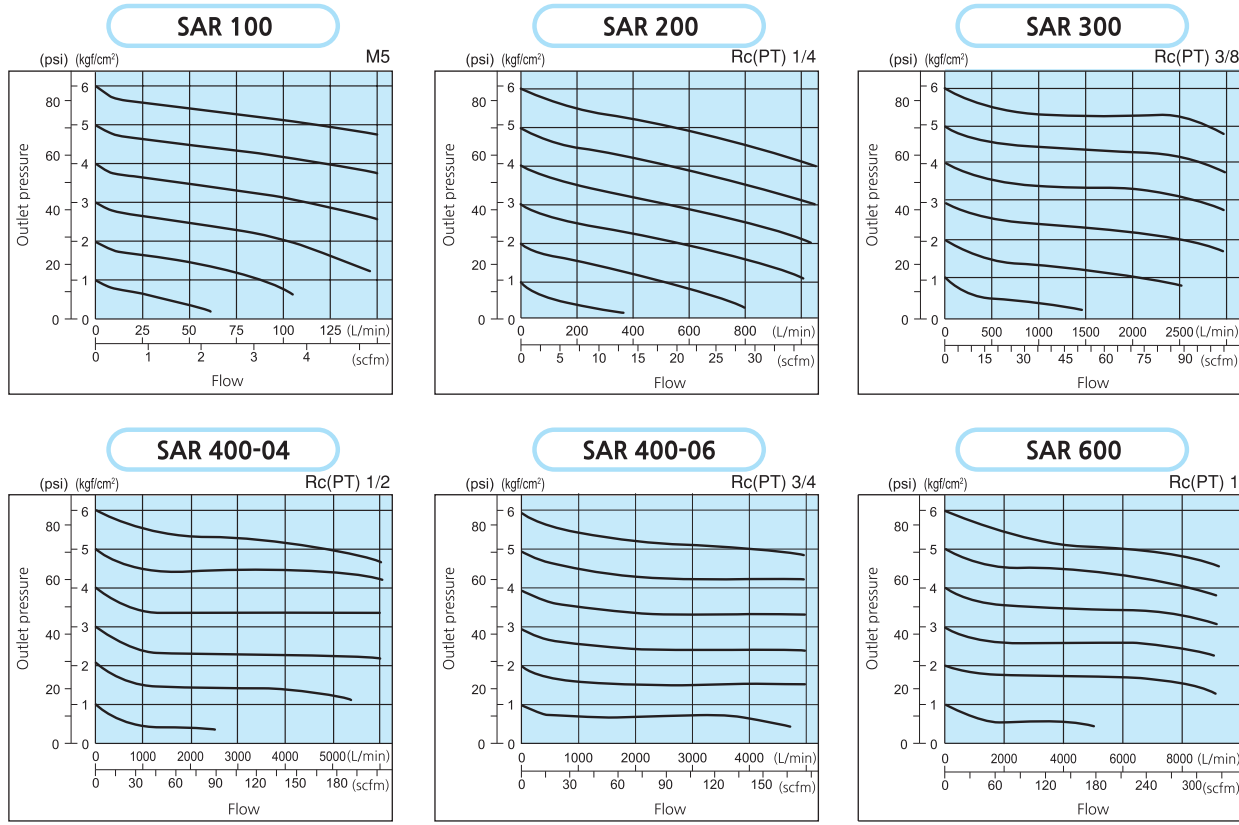 SAR 100
(psi) (kgf/cm²) M5
Outlet pressure
80 60 40 20 0
6 5 4 3 2 1 0
0 25 50 75 100 125 (L/min)
0 1 2 3 4 (scfm)
Flow
SAR 200
(psi) (kgf/cm²) Rc(PT) 1/4
Outlet pressure
80 60 40 20 0
6 5 4 3 2 1 0
0 200 400 600 800 (L/min)
0 5 10 15 20 25 30 (scfm)
Flow
SAR 300
(psi) (kgf/cm²) Rc(PT) 3/8
Outlet pressure
80 60 40 20 0
6 5 4 3 2 1 0
0 500 1000 1500 2000 2500 (L/min)
0 15 30 45 60 75 90 (scfm)
Flow
SAR 400-04
(psi) (kgf/cm²) Rc(PT) 1/2
Outlet pressure
80 60 40 20 0
6 5 4 3 2 1 0
0 1000 2000 3000 4000 5000 (L/min)
0 30 60 90 120 150 180 (scfm)
Flow
SAR 400-06
(psi) (kgf/cm²) Rc(PT) 3/4
Outlet pressure
80 60 40 20 0
6 5 4 3 2 1 0
0 1000 2000 3000 4000 (L/min)
0 30 60 90 120 150 (scfm)
Flow
SAR 600
(psi) (kgf/cm²) Rc(PT) 1
Outlet pressure
80 60 40 20 0
6 5 4 3 2 1 0
0 2000 4000 6000 8000 (L/min)
0 60 120 180 240 300 (scfm)
Flow